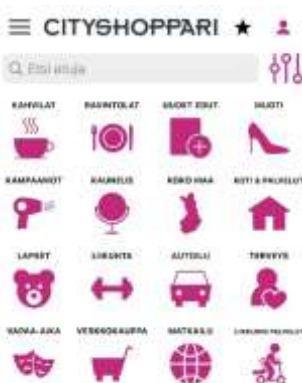 CITYSHOPPARI
Etsi etuja
KAHVILAT RAVINTOLAT UUDET EDUT MUOTI
KAMPAAMOT KAUNEUS KOKO MAA KOTI & PALVELUT
LAPSET LIIKUNTA AUTOILU TERVEYS
VAPAA-AIKA VERKKOKAUPPA MATKAILU